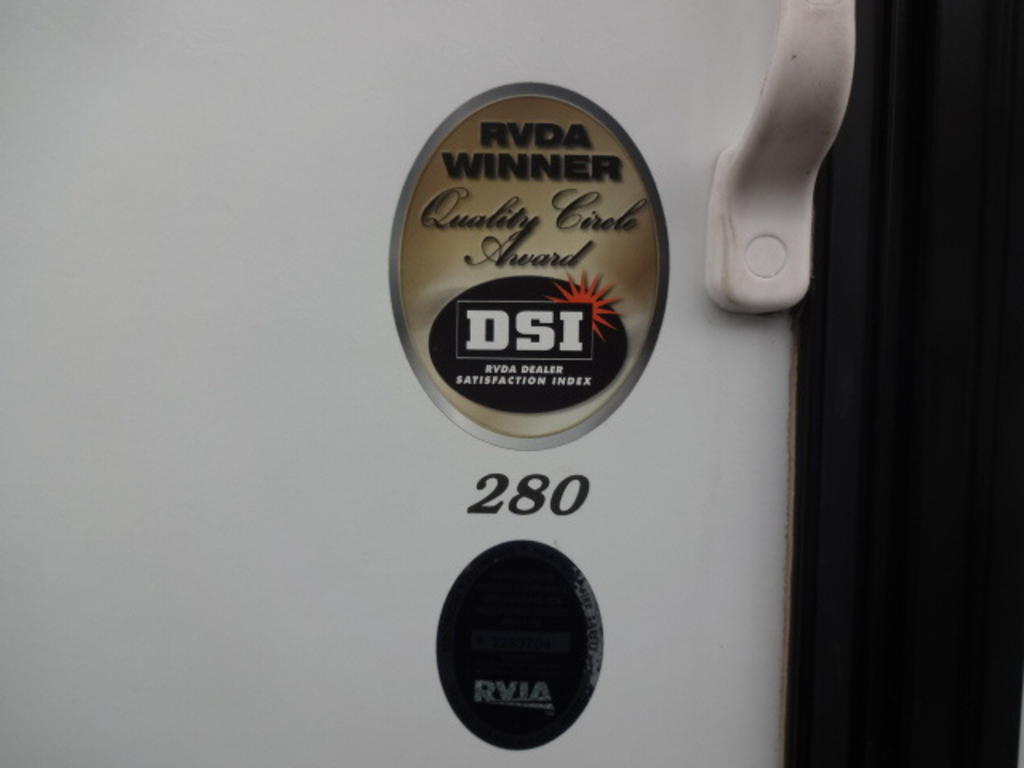 RVDA
WINNER
Quality Circle
Award
DSI
RVDA DEALER
SATISFACTION INDEX
280
RVIA